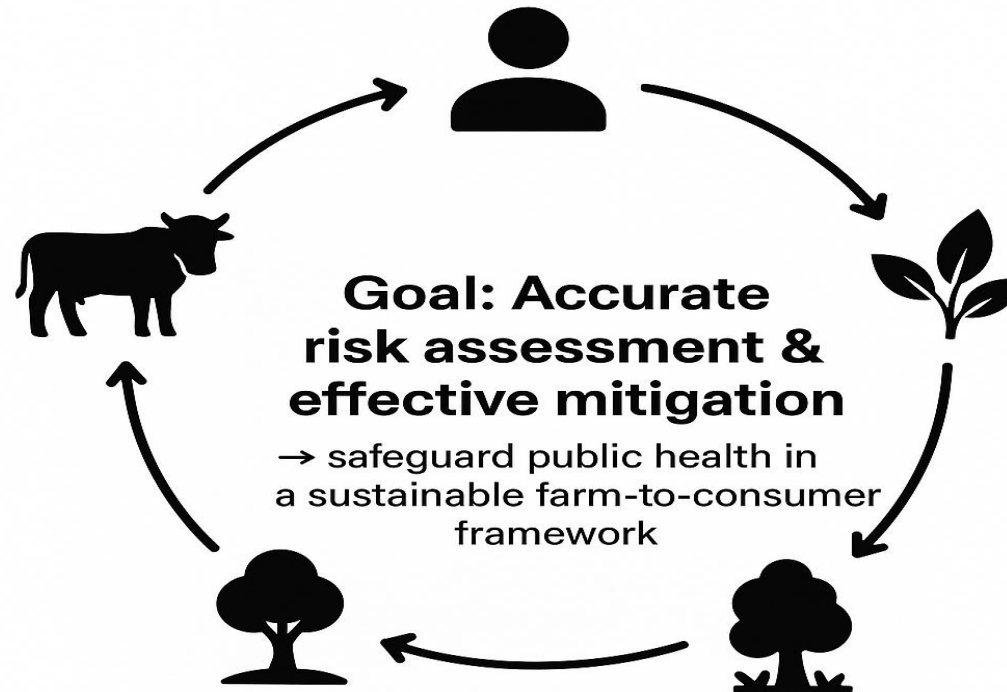 Goal: Accurate
risk assessment &
effective mitigation
→ safeguard public health in
a sustainable farm-to-consumer
framework